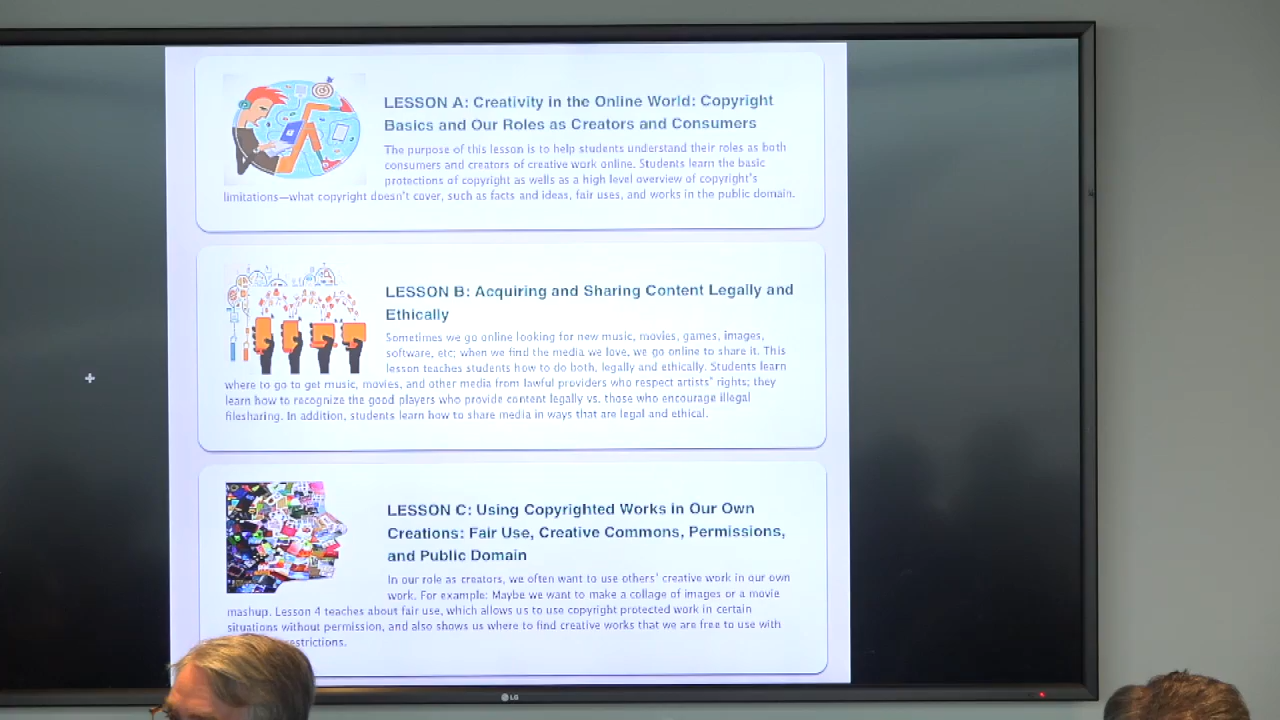 LESSON A: Creativity in the Online World: Copyright
Basics and Our Roles as Creators and Consumers
The purpose of this lesson is to help students understand their roles as both
consumers and creators of creative work online. Students learn the basic
protections of copyright as wells as a high level overview of copyright's
limitations—what copyright doesn't cover, such as facts and ideas, fair uses, and works in the public domain.
LESSON B: Acquiring and Sharing Content Legally and
Ethically
Sometimes we go online looking for new music, movies, games, images,
software, etc; when we find the media we love, we go online to share it. This
lesson teaches students how to do both, legally and ethically. Students learn
where to go to get music, movies, and other media from lawful providers who respect artists' rights; they
learn how to recognize the good players who provide content legally vs. those who encourage illegal
filesharing. In addition, students learn how to share media in ways that are legal and ethical.
LESSON C: Using Copyrighted Works in Our Own
Creations: Fair Use, Creative Commons, Permissions,
and Public Domain
In our role as creators, we often want to use others' creative work in our own
work. For example: Maybe we want to make a collage of images or a movie
mashup. Lesson 4 teaches about fair use, which allows us to use copyright protected work in certain
situations without permission, and also shows us where to find creative works that we are free to use with
estrictions.
LG